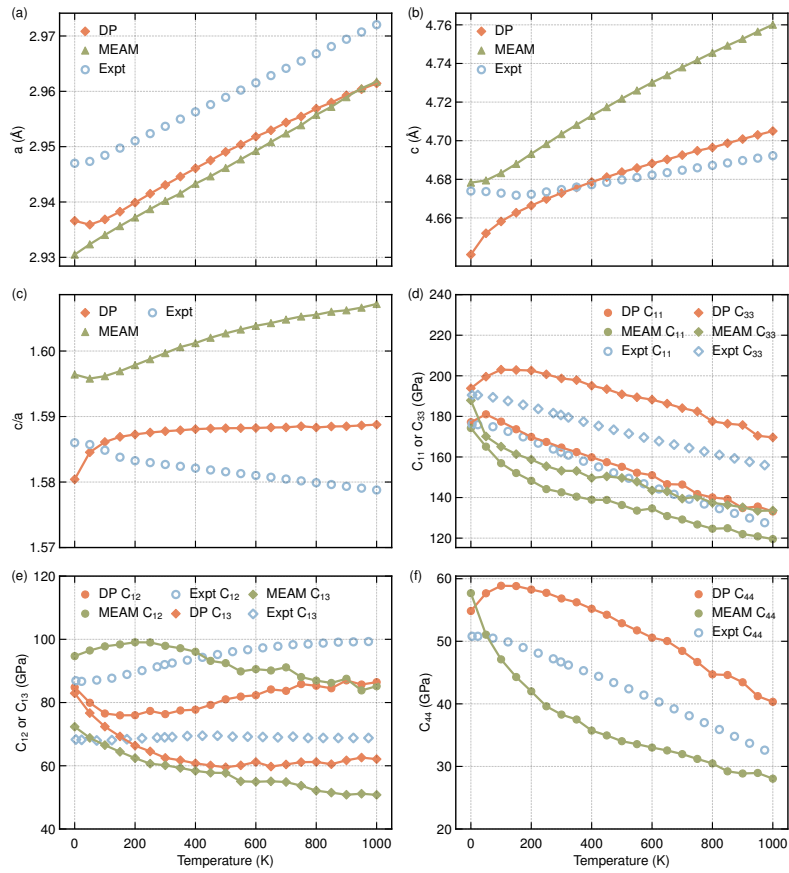 (a)
2.97
2.96
2.95
2.94
2.93
a (Å)
DP
MEAM
Expt
(b)
4.76
4.72
4.70
4.68
4.66
c (Å)
DP
MEAM
Expt
(c)
1.60
1.59
1.58
1.57
c/a
DP
Expt
MEAM
(d)
240
220
200
180
160
140
120
C₁₁ or C₃₃ (GPa)
DP C₁₁
DP C₃₃
MEAM C₁₁
MEAM C₃₃
Expt C₁₁
Expt C₃₃
(e)
120
100
80
60
40
C₁₂ or C₁₃ (GPa)
DP C₁₂
Expt C₁₂
MEAM C₁₃
MEAM C₁₂
DP C₁₃
Expt C₁₃
0 200 400 600 800 1000
Temperature (K)
(f)
60
50
40
30
20
C₄₄ (GPa)
DP C₄₄
MEAM C₄₄
Expt C₄₄
0 200 400 600 800 1000
Temperature (K)